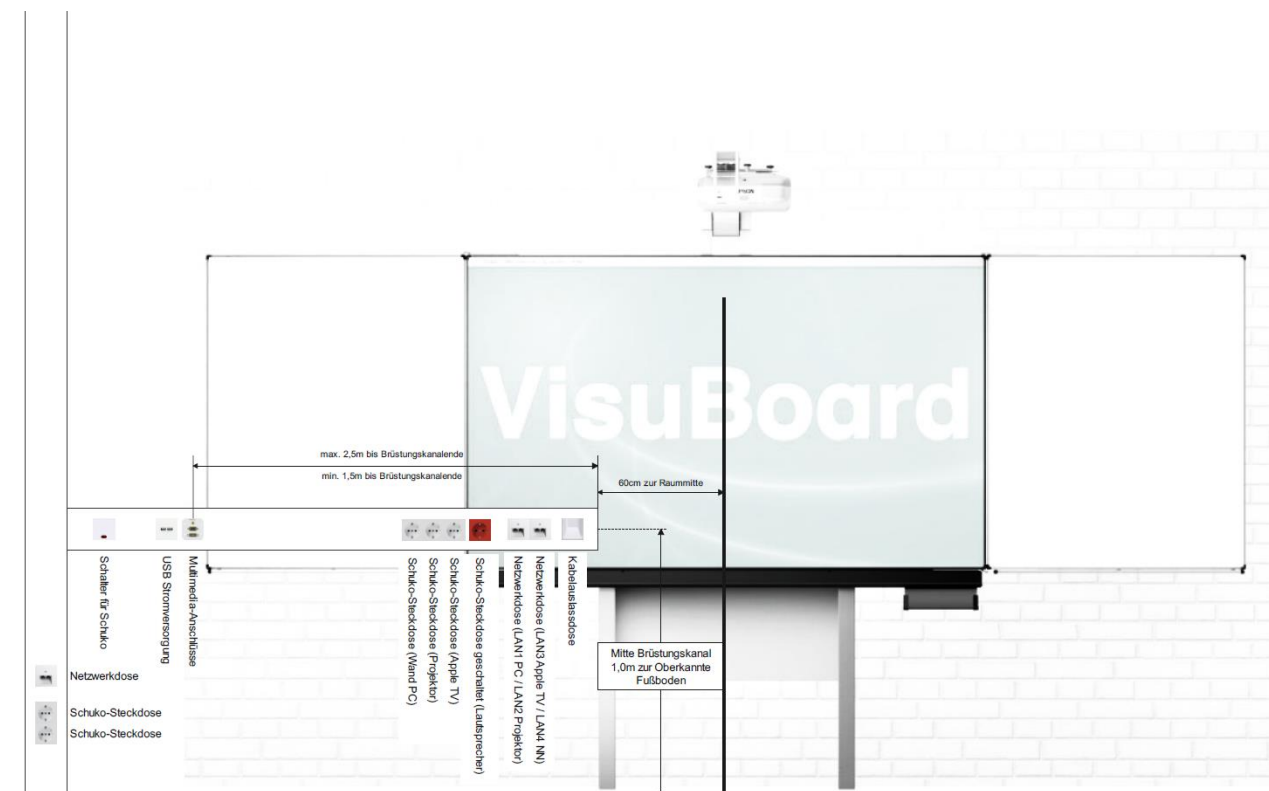 EPSON
VisuBoard
max. 2,5m bis Brüstungskanalende
min. 1,5m bis Brüstungskanalende
60cm zur Raummitte
Schalter für Schuko
USB Stromversorgung
Multimedia-Anschlüsse
Schuko-Steckdose (Wand PC)
Schuko-Steckdose (Projektor)
Schuko-Steckdose (Apple TV)
Schuko-Steckdose geschaltet (Lautsprecher)
Netzwerkdose (LAN1 PC / LAN2 Projektor)
Netzwerkdose (LAN3 Apple TV / LAN4 NN)
Kabelauslassdose
Mitte Brüstungskanal
1,0m zur Oberkante
Fußboden
Netzwerkdose
Schuko-Steckdose
Schuko-Steckdose